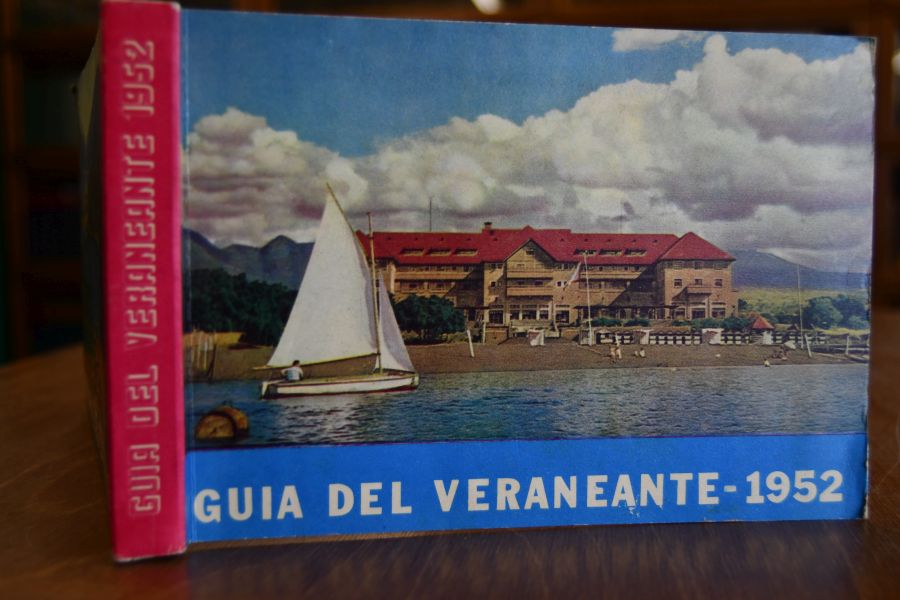 GUIA DEL VERANEANTE 1952
GUIA DEL VERANEANTE-1952